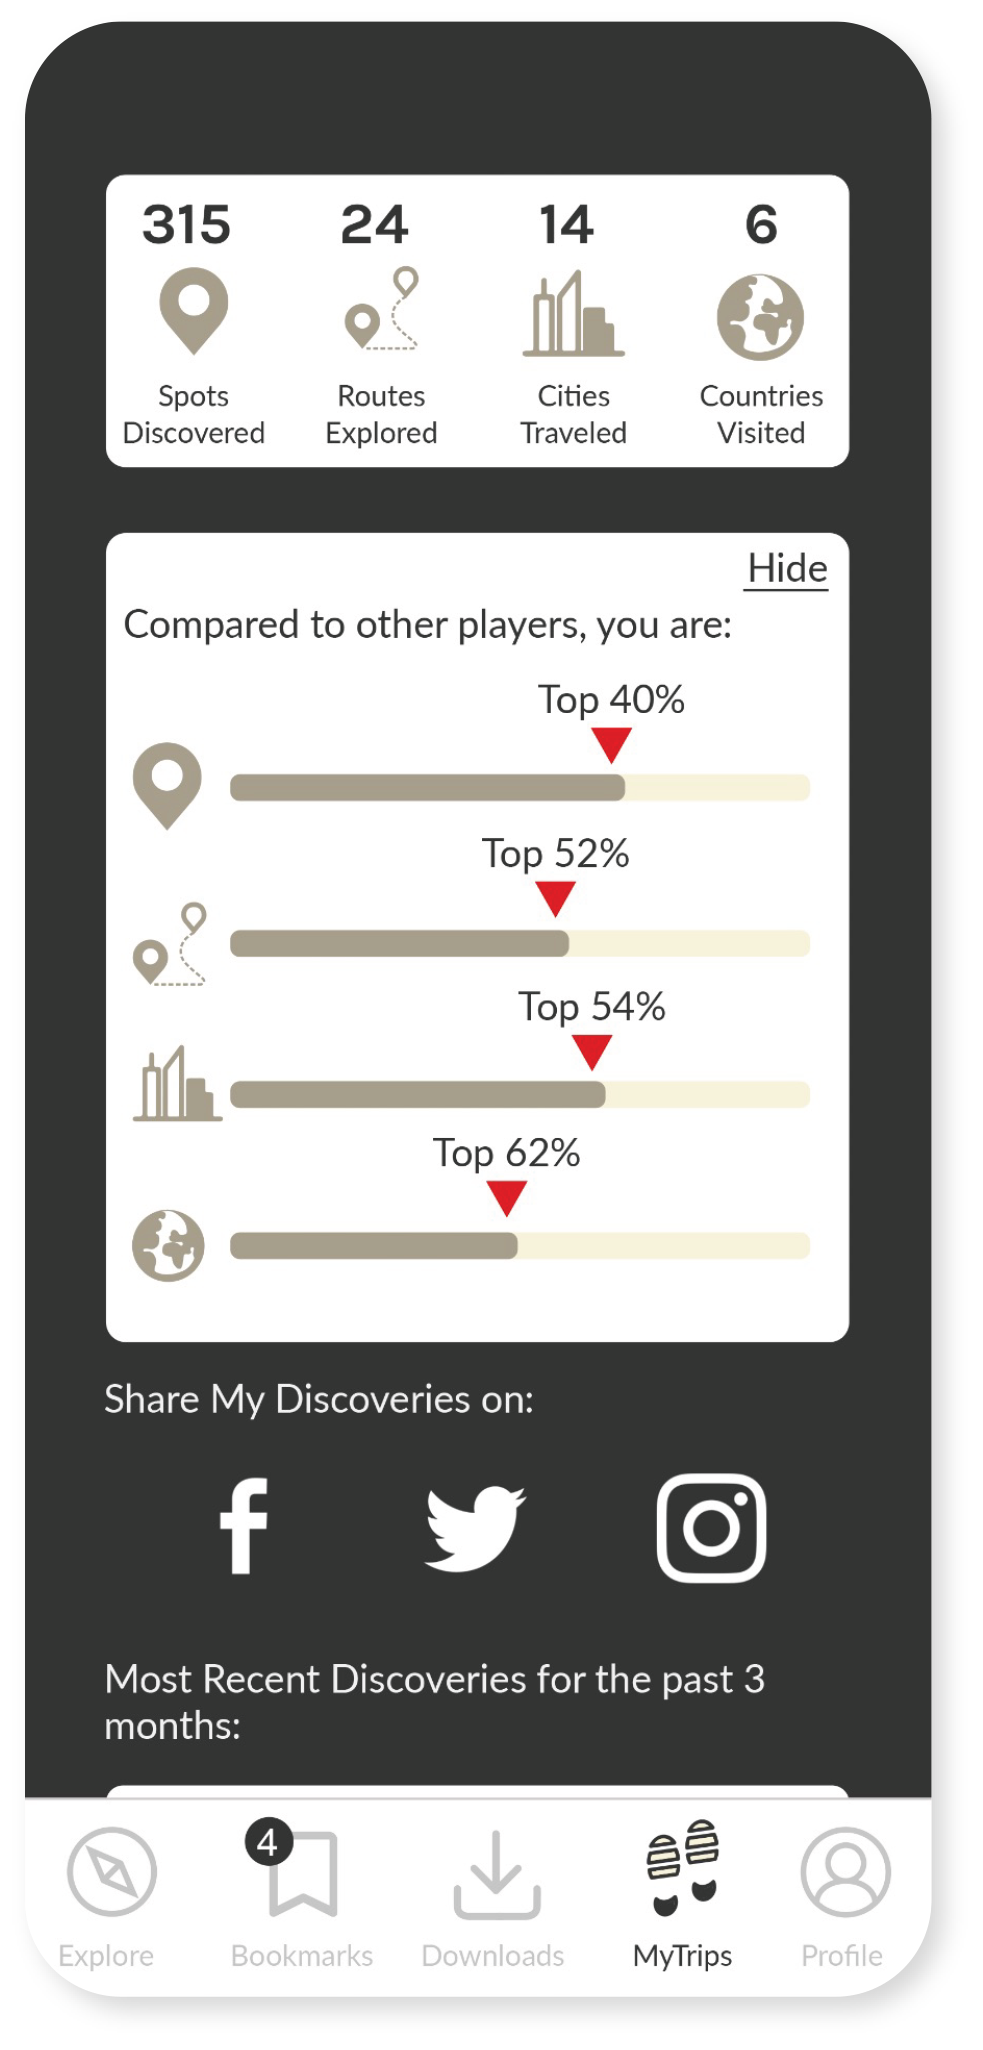 315 24 14 6
Spots Routes Cities Countries
Discovered Explored Traveled Visited
Hide
Compared to other players, you are:
Top 40%
Top 52%
Top 54%
Top 62%
Share My Discoveries on:
Most Recent Discoveries for the past 3
months:
4
Explore Bookmarks Downloads MyTrips Profile